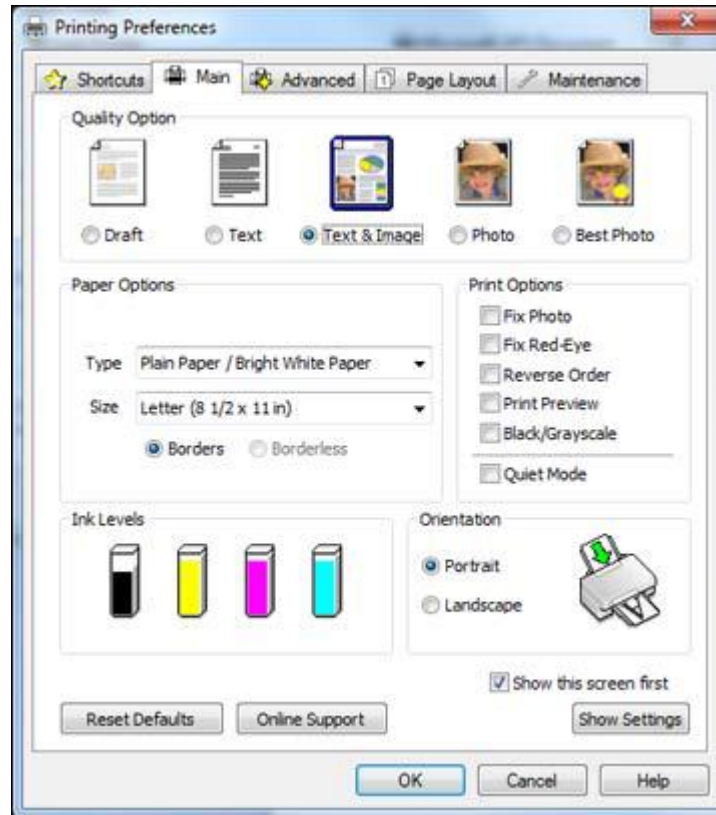 Printing Preferences
Shortcuts Main Advanced 1 Page Layout Maintenance
Quality Option
Draft Text Text & Image Photo Best Photo
Paper Options
Type Plain Paper / Bright White Paper
Size Letter (8 1/2 x 11 in)
Borders Borderless
Print Options
Fix Photo
Fix Red-Eye
Reverse Order
Print Preview
Black/Grayscale
Quiet Mode
Ink Levels
Orientation
Portrait
Landscape
Show this screen first
Reset Defaults Online Support Show Settings
OK Cancel Help